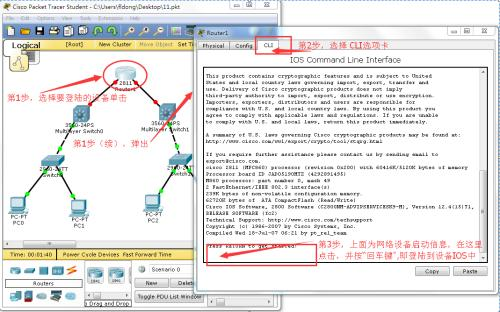 Cisco Packet Tracer Student - C:\Users\fldong\Desktop\11.pkt
File Edit Options View Tools Extensions Help
Logical [Root] New Cluster Move Object Set
2811
Router1
第1步，选择要登陆的设备单击
3560-24PS
Multilayer Switch0
3560-24PS
Multilayer Switch1
第1步（续），弹出
2950-24TT
Switch1
PC-PT
PC0
PC-PT
PC1
PC-PT
PC2
Time: 00:01:40 Power Cycle Devices Fast Forward Time
Routers
Scenario 0
New
Toggle PDU List Window
Drag and Drop
Router1
Physical Config CLI
第2步，选择 CLI选项卡
IOS Command Line Interface
This product contains cryptographic features and is subject to United
States and local country laws governing import, export, transfer and
use. Delivery of Cisco cryptographic products does not imply
third-party authority to import, export, distribute or use encryption.
Importers, exporters, distributors and users are responsible for
compliance with U.S. and local country laws. By using this product you
agree to comply with applicable laws and regulations. If you are unable
to comply with U.S. and local laws, return this product immediately.
A summary of U.S. laws governing Cisco cryptographic products may be found at:
http://www.cisco.com/wwl/export/crypto/tool/stqrg.html
If you require further assistance please contact us by sending email to
export@cisco.com.
cisco 2811 (MPC860) processor (revision 0x200) with 60416K/5120K bytes of memory
Processor board ID JAD05190MTZ (4292891495)
M860 processor: part number 0, mask 49
2 FastEthernet/IEEE 802.3 interface(s)
239K bytes of non-volatile configuration memory.
62720K bytes of ATA CompactFlash (Read/Write)
Cisco IOS Software, 2800 Software (C2800NM-ADVIPSERVICESK9-M), Version 12.4(15)T1,
RELEASE SOFTWARE (fc2)
Technical Support: http://www.cisco.com/techsupport
Copyright (c) 1986-2007 by Cisco Systems, Inc.
Compiled Wed 18-Jul-07 06:21 by pt_rel_team
Press RETURN to get started!
第3步，上面为网络设备启动信息，在这里
点击，并按"回车键",即登陆到设备IOS中
Copy Paste